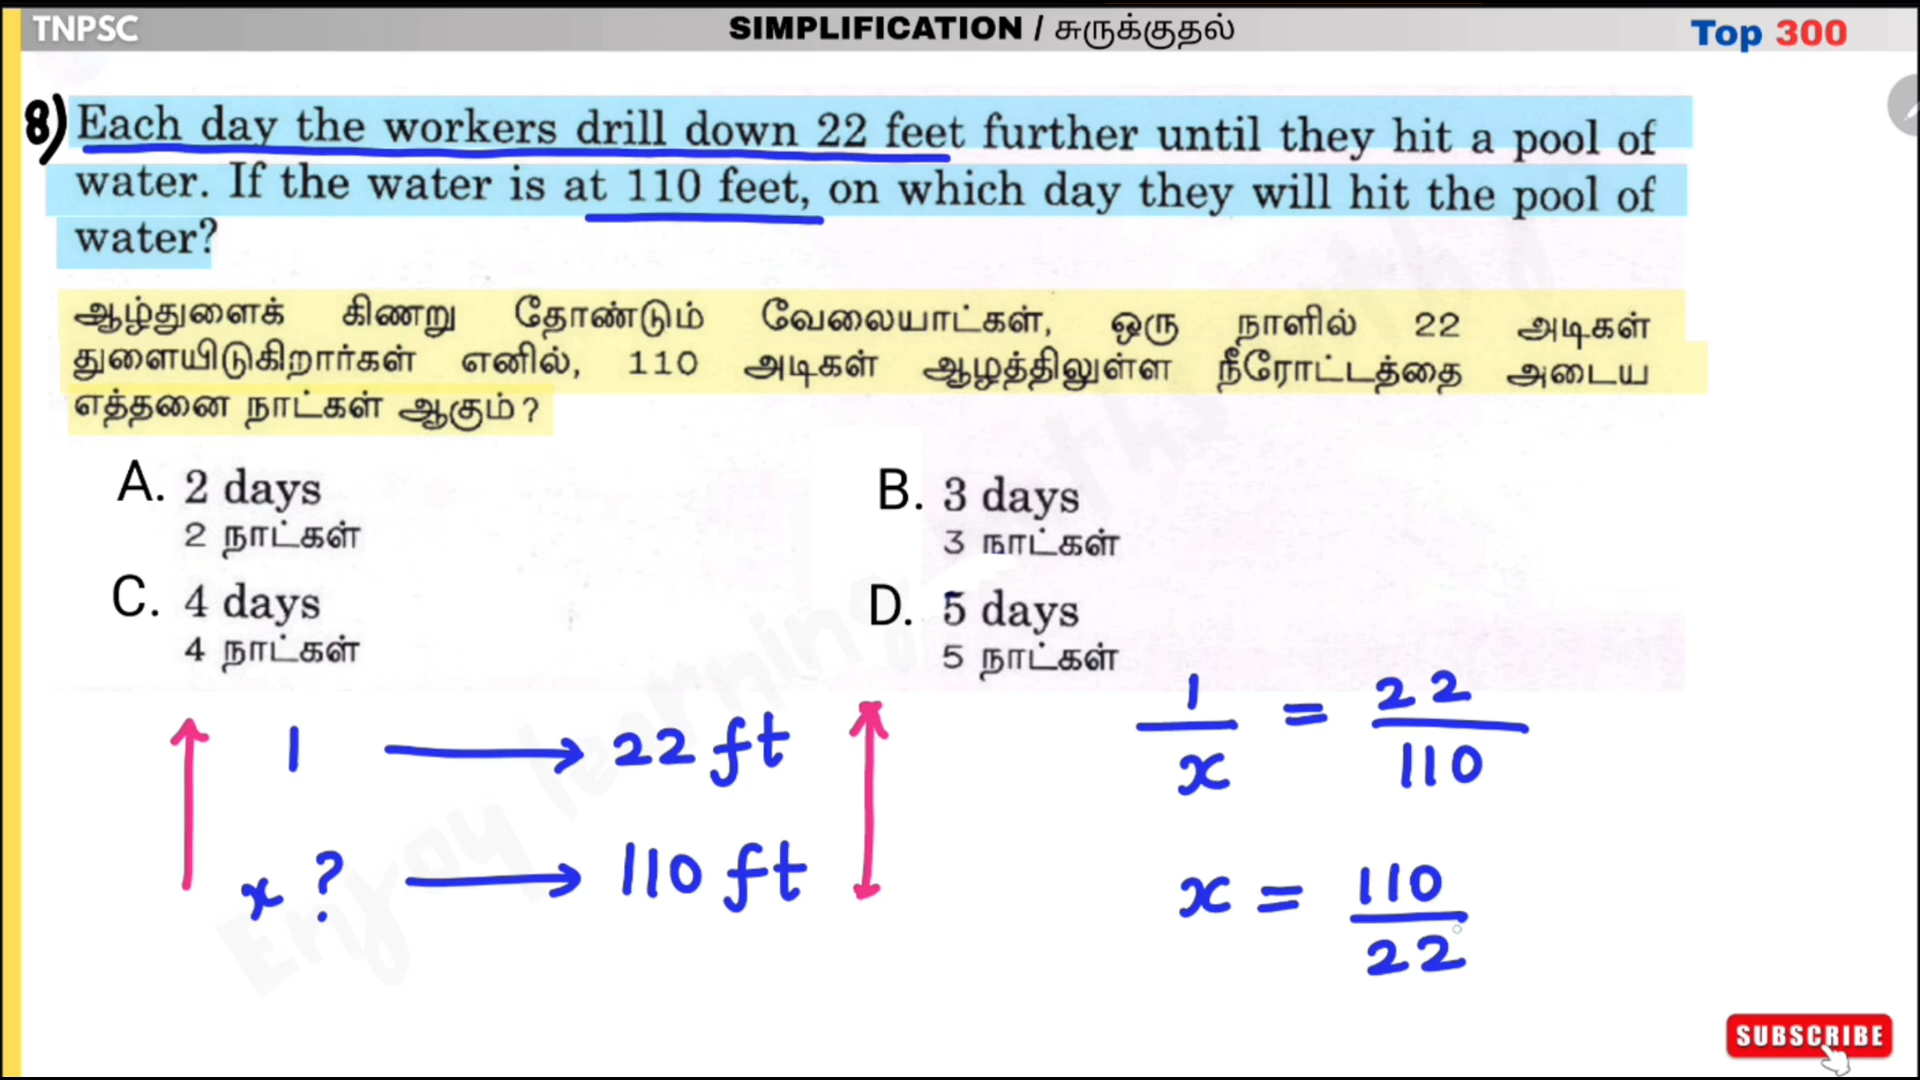 TNPSC
SIMPLIFICATION / சுருக்குதல்
Top 300
8) Each day the workers drill down 22 feet further until they hit a pool of
water. If the water is at 110 feet, on which day they will hit the pool of
water?
ஆழ்துளைக் கிணறு தோண்டும் வேலையாட்கள், ஒரு நாளில் 22 அடிகள்
துளையிடுகிறார்கள் எனில், 110 அடிகள் ஆழத்திலுள்ள நீரோட்டத்தை அடைய
எத்தனை நாட்கள் ஆகும்?
A. 2 days
2 நாட்கள்
B. 3 days
3 நாட்கள்
C. 4 days
4 நாட்கள்
D. 5 days
5 நாட்கள்
1 → 22 ft
x ? → 110 ft
1/x = 22/110
x = 110/22
Enjoy learning maths
SUBSCRIBE